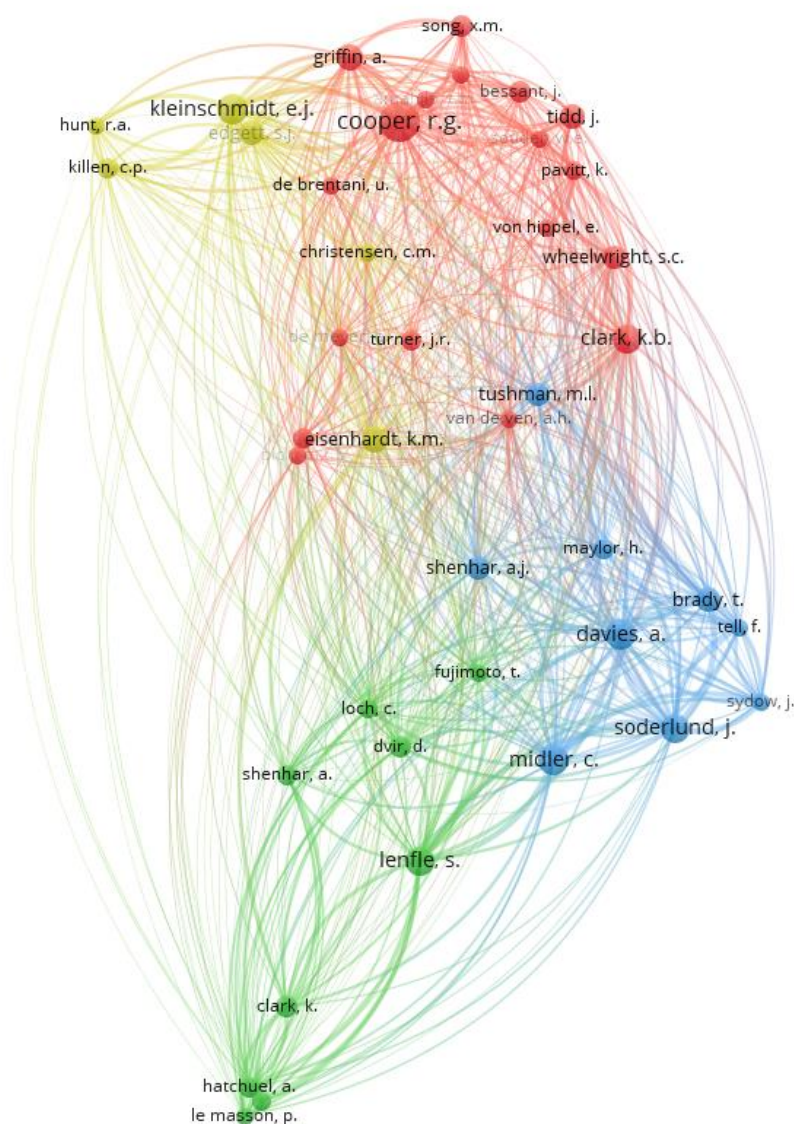 song, x.m.
griffin, a.
bessant, j.
kleinschmidt, e.j.
cooper, r.g.
tidd, j.
hunt, r.a.
edgett, s.j.
killen, c.p.
pavitt, k.
de brentani, u.
von hippel, e.
christensen, c.m.
wheelwright, s.c.
turner, j.r.
clark, k.b.
tushman, m.l.
van de ven, a.h.
eisenhardt, k.m.
maylor, h.
shenhar, a.j.
brady, t.
davies, a.
tell, f.
fujimoto, t.
sydow, j.
loch, c.
soderlund, j.
dvir, d.
midler, c.
shenhar, a.
lenfle, s.
clark, k.
hatchuel, a.
le masson, p.